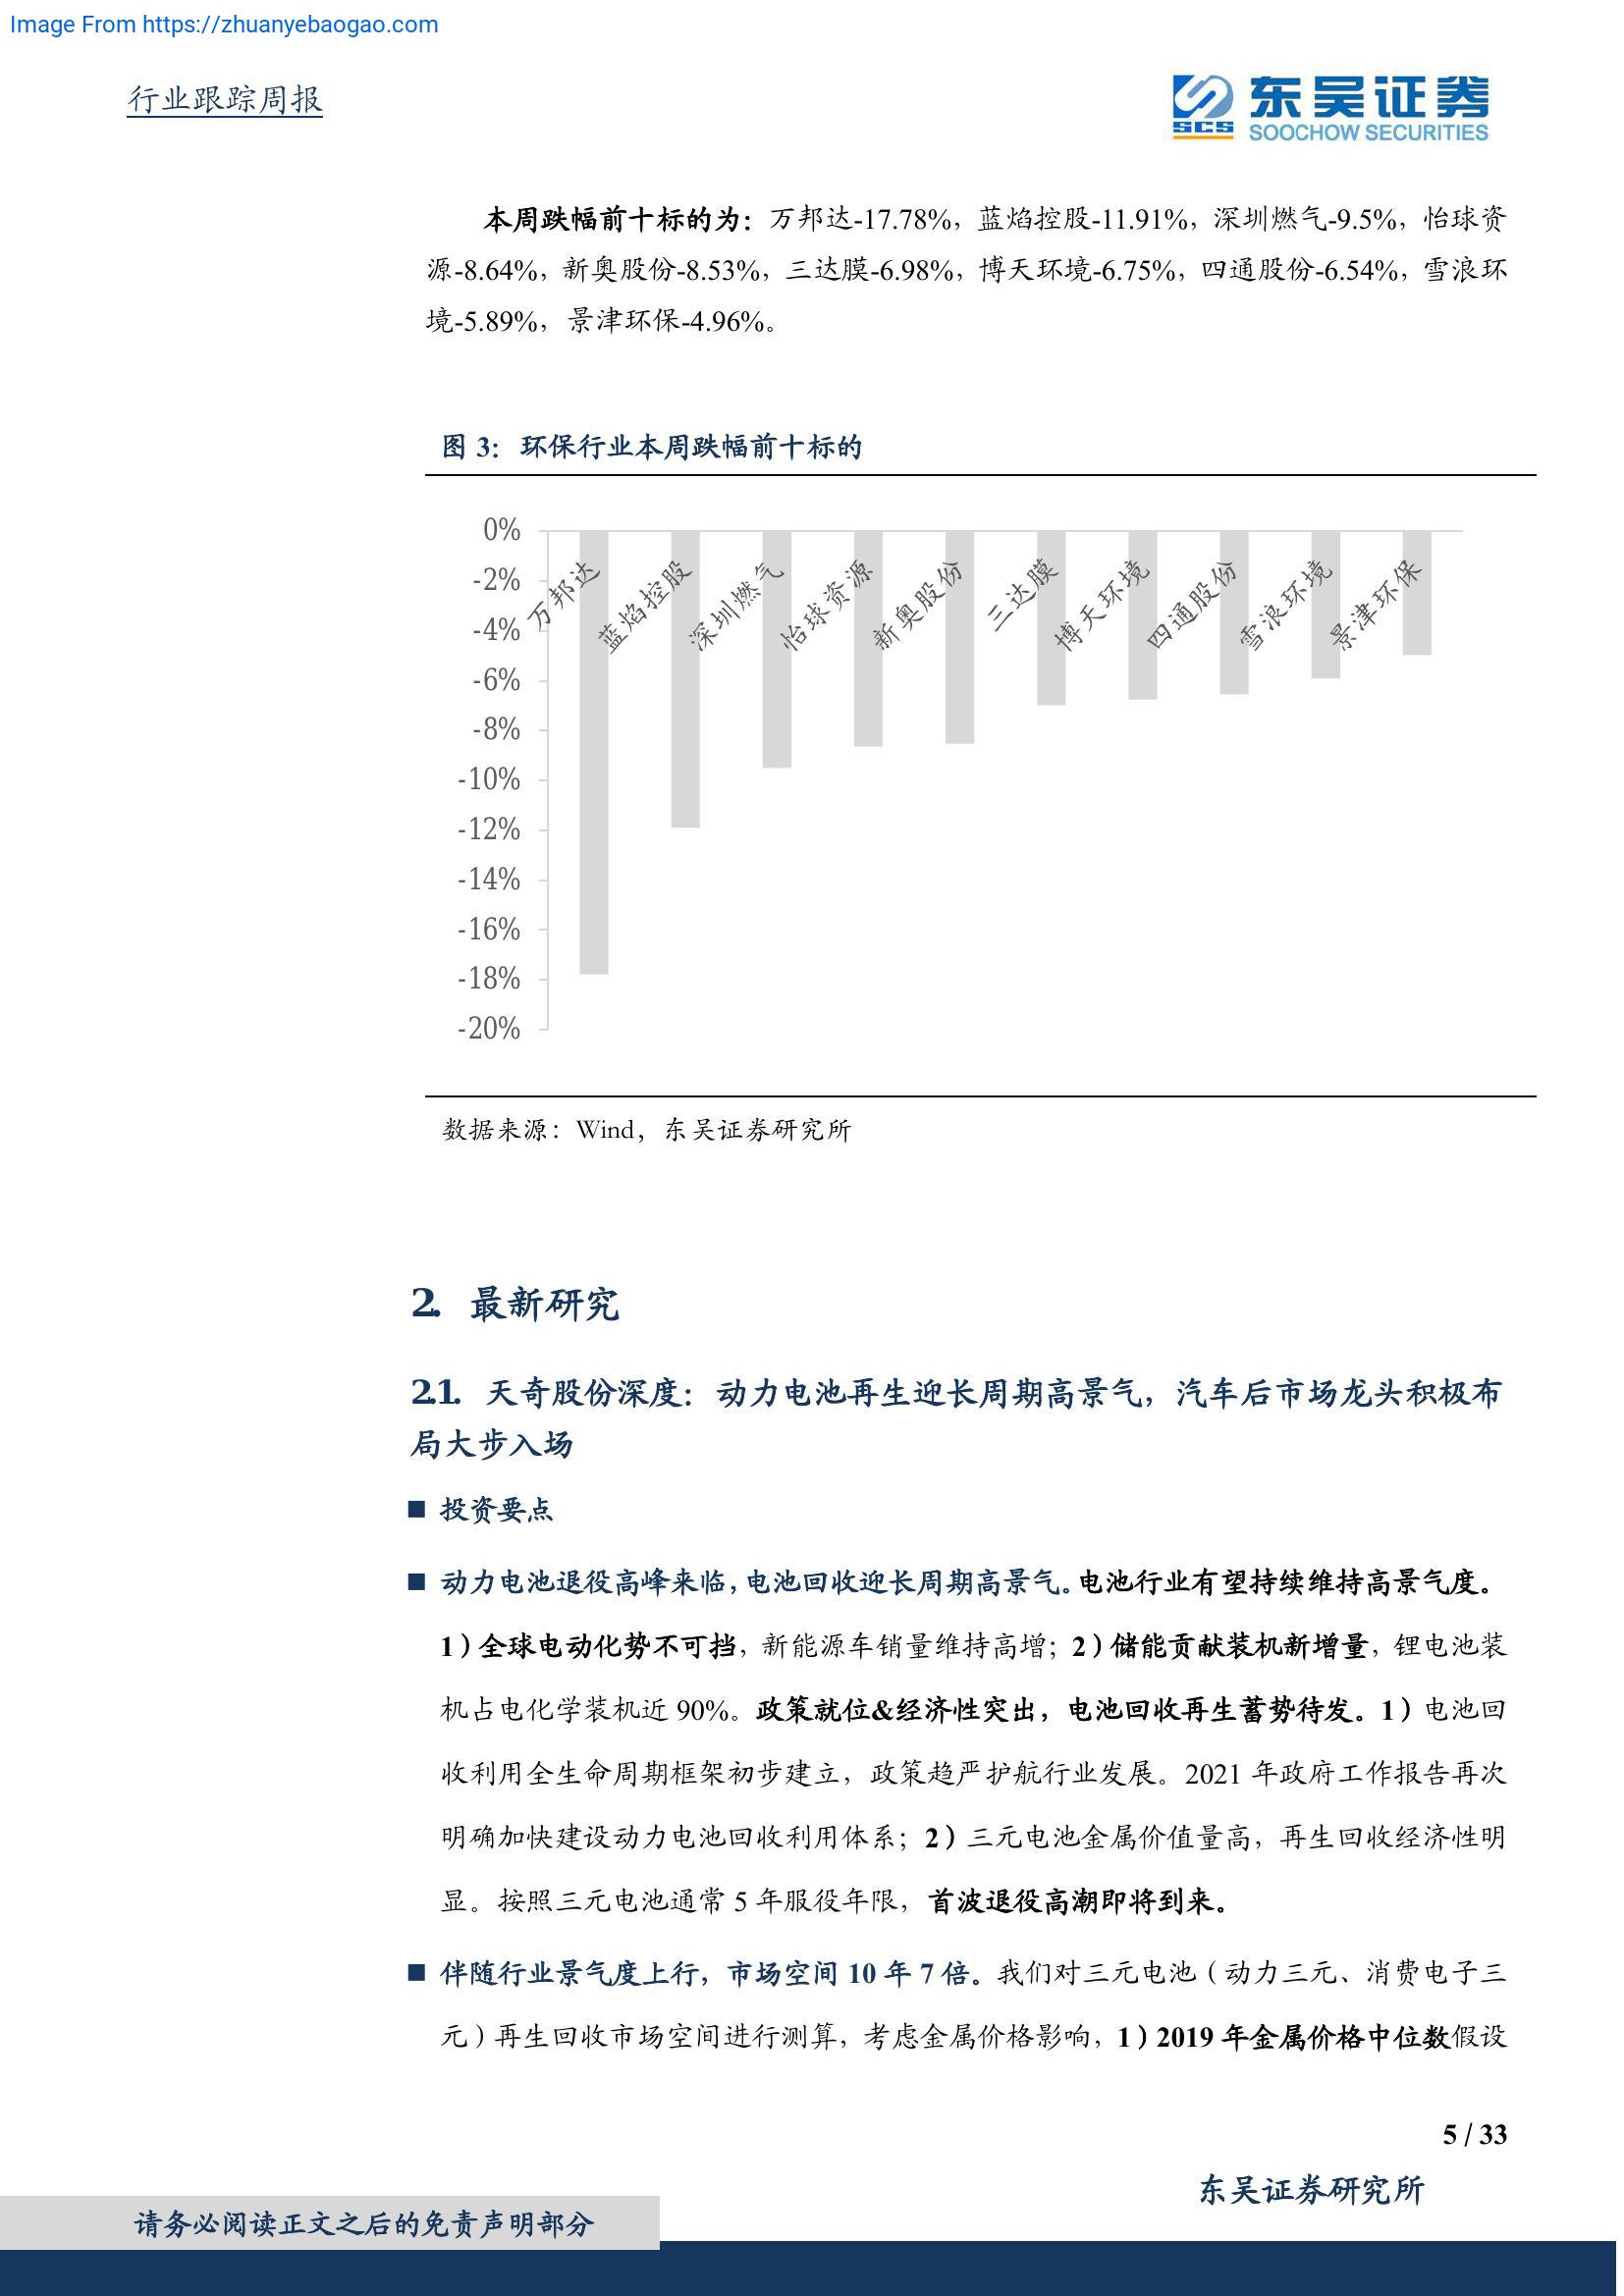 Image From https://zhuanyebaogao.com
行业跟踪周报
东吴证券
SCS
SOOCHOW SECURITIES
本周跌幅前十标的为：万邦达-17.78%，蓝焰控股-11.91%，深圳燃气-9.5%，怡球资
源-8.64%，新奥股份-8.53%，三达膜-6.98%，博天环境-6.75%，四通股份-6.54%，雪浪环
境-5.89%，景津环保-4.96%。
图 3：环保行业本周跌幅前十标的
0%
-2%
-4%
-6%
-8%
-10%
-12%
-14%
-16%
-18%
-20%
万邦达
蓝焰控股
深圳燃气
怡球资源
新奥股份
三达膜
博天环境
四通股份
雪浪环境
景津环保
数据来源：Wind，东吴证券研究所
2. 最新研究
2.1. 天奇股份深度：动力电池再生迎长周期高景气，汽车后市场龙头积极布
局大步入场
■ 投资要点
■ 动力电池退役高峰来临，电池回收迎长周期高景气。电池行业有望持续维持高景气度。
1）全球电动化势不可挡，新能源车销量维持高增；2）储能贡献装机新增量，锂电池装
机占电化学装机近 90%。政策就位&经济性突出，电池回收再生蓄势待发。1）电池回
收利用全生命周期框架初步建立，政策趋严护航行业发展。2021 年政府工作报告再次
明确加快建设动力电池回收利用体系；2）三元电池金属价值量高，再生回收经济性明
显。按照三元电池通常 5 年服役年限，首波退役高潮即将到来。
■ 伴随行业景气度上行，市场空间 10 年 7 倍。我们对三元电池（动力三元、消费电子三
元）再生回收市场空间进行测算，考虑金属价格影响，1）2019 年金属价格中位数假设
5 / 33
东吴证券研究所
请务必阅读正文之后的免责声明部分